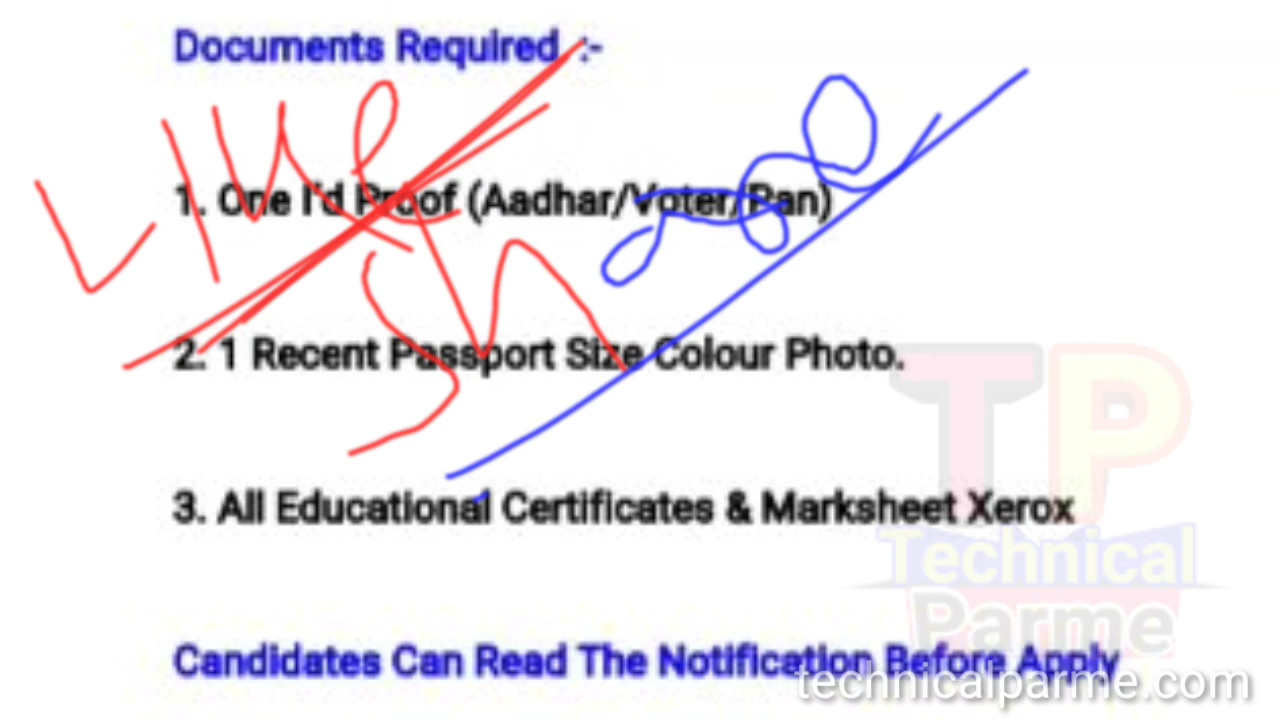 Documents Required :-
Like
1. One I'd Proof (Aadhar/Voter/Pan)
2. 1 Recent Passport Size Colour Photo.
3. All Educational Certificates & Marksheet Xerox
TP
Technical
Parme
Candidates Can Read The Notification Before Apply
technicalparme.com